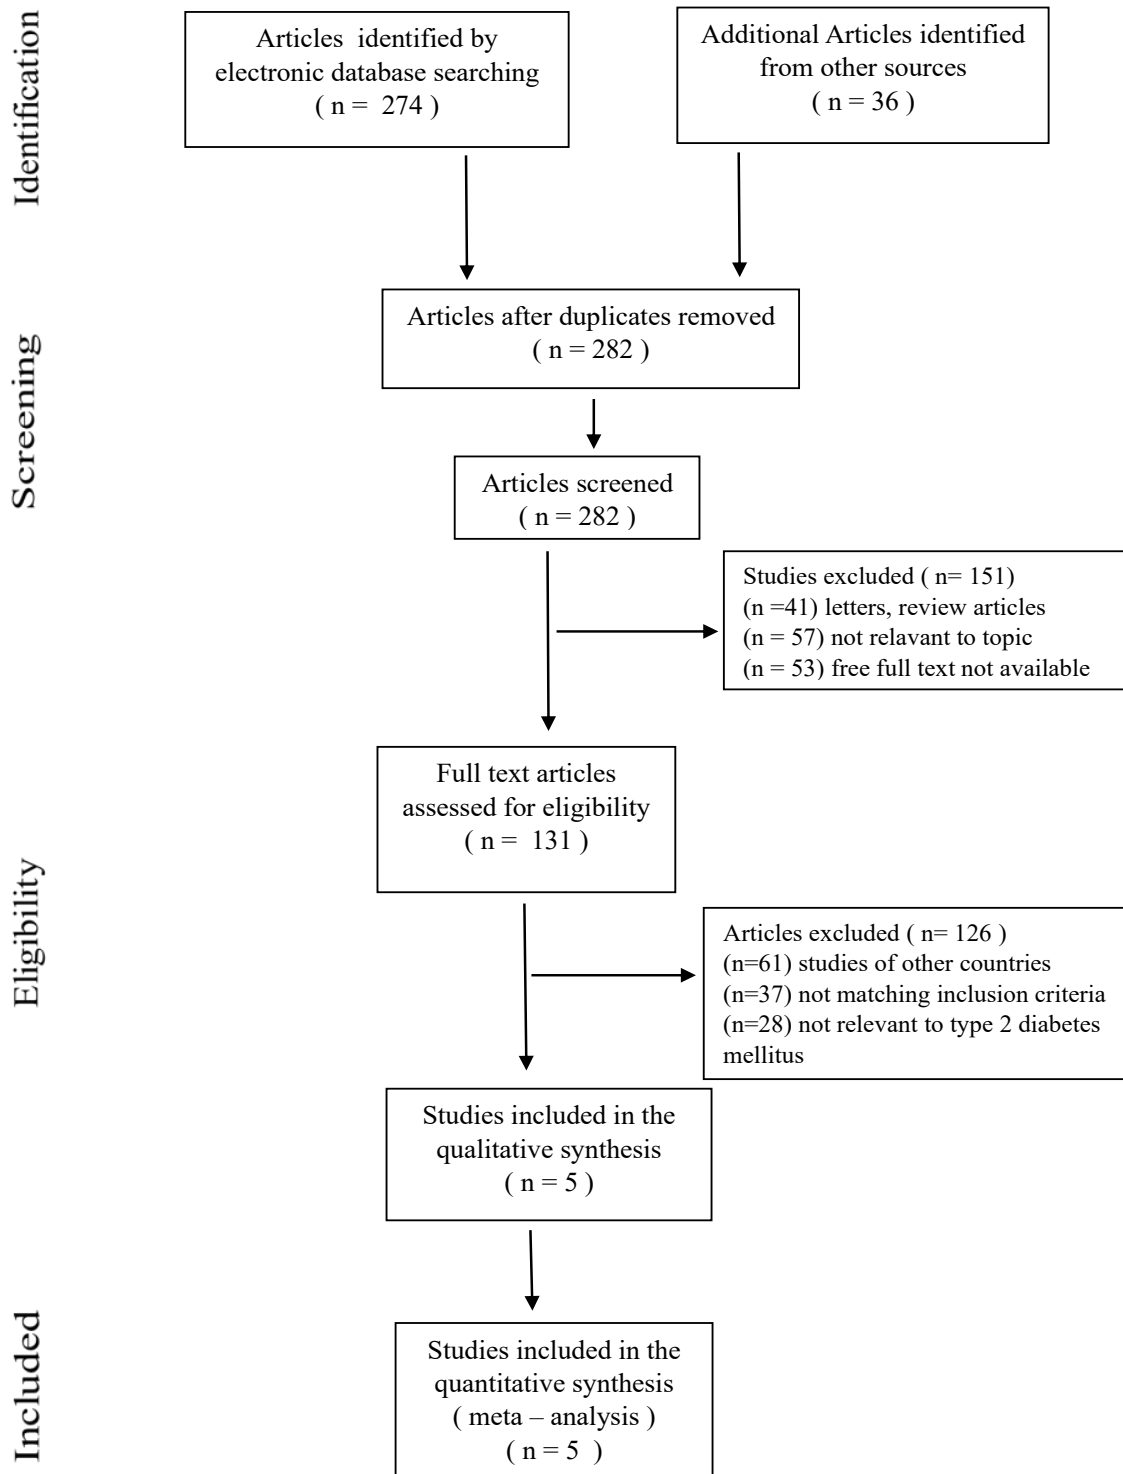 Identification
Articles identified by
electronic database searching
( n = 274 )
Additional Articles identified
from other sources
( n = 36 )
Screening
Articles after duplicates removed
( n = 282 )
Articles screened
( n = 282 )
Studies excluded ( n= 151)
(n =41) letters, review articles
(n = 57) not relavant to topic
(n = 53) free full text not available
Eligibility
Full text articles
assessed for eligibility
( n = 131 )
Articles excluded ( n= 126 )
(n=61) studies of other countries
(n=37) not matching inclusion criteria
(n=28) not relevant to type 2 diabetes
mellitus
Studies included in the
qualitative synthesis
( n = 5 )
Included
Studies included in the
quantitative synthesis
( meta – analysis )
( n = 5 )